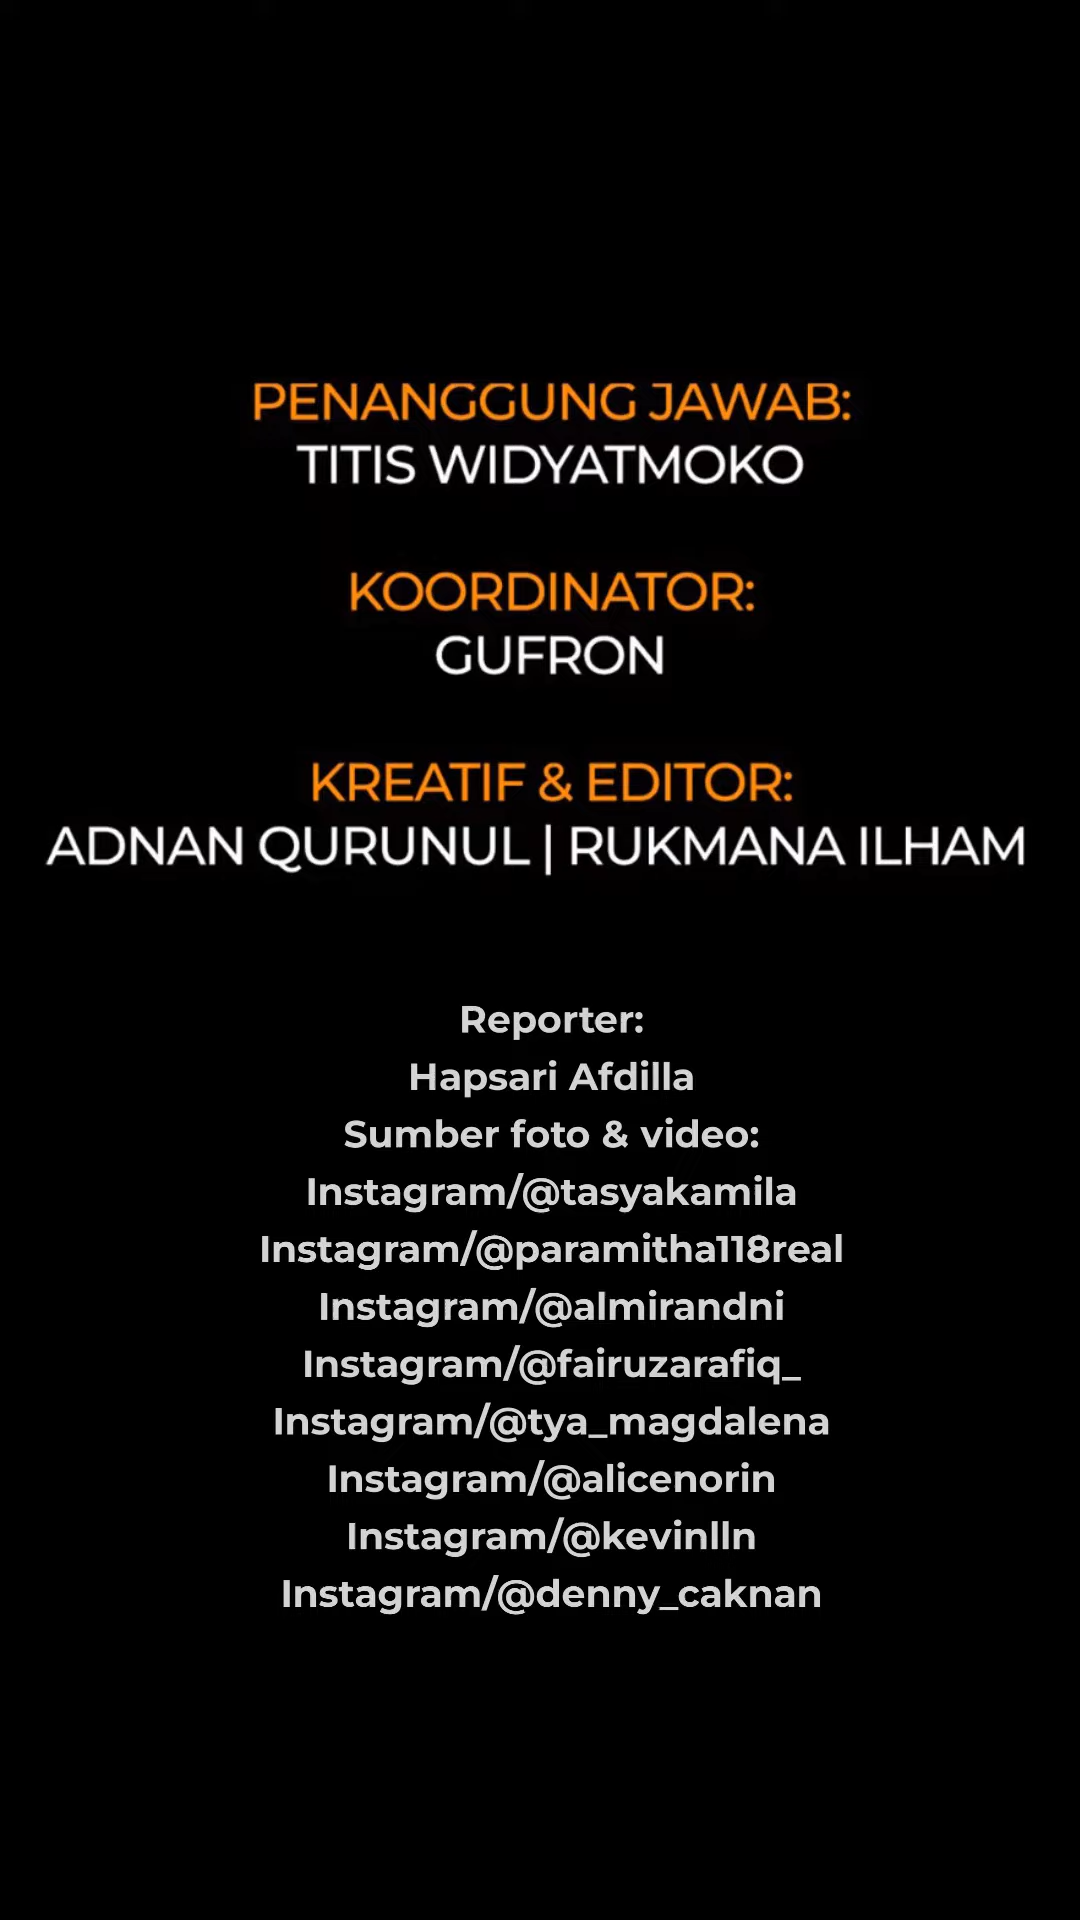 PENANGGUNG JAWAB:
TITIS WIDYATMOKO
KOORDINATOR:
GUFRON
KREATIF & EDITOR:
ADNAN QURUNUL | RUKMANA ILHAM
Reporter:
Hapsari Afdilla
Sumber foto & video:
Instagram/@tasyakamila
Instagram/@paramitha118real
Instagram/@almirandni
Instagram/@fairuzarafiq_
Instagram/@tya_magdalena
Instagram/@alicenorin
Instagram/@kevinlln
Instagram/@denny_caknan